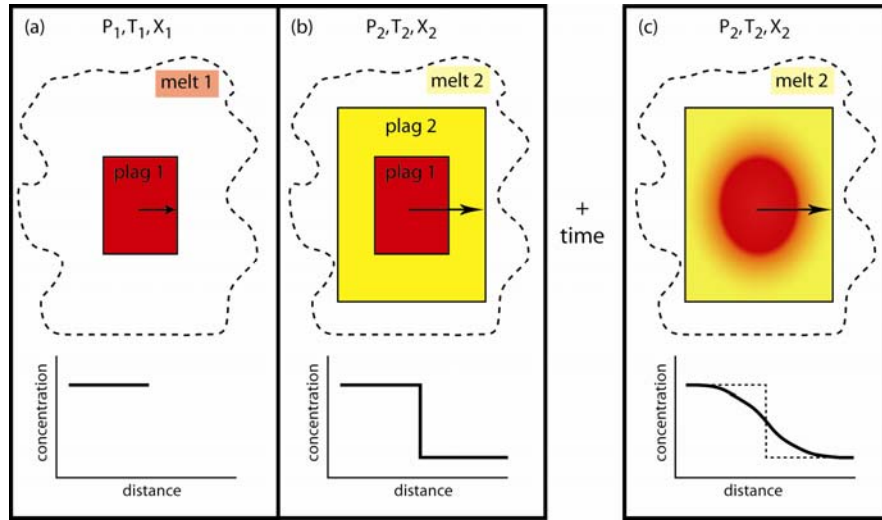 (a)
P₁,T₁,X₁
melt 1
plag 1
concentration
distance
(b)
P₂,T₂,X₂
melt 2
plag 2
plag 1
concentration
distance
+
time
(c)
P₂,T₂,X₂
melt 2
concentration
distance